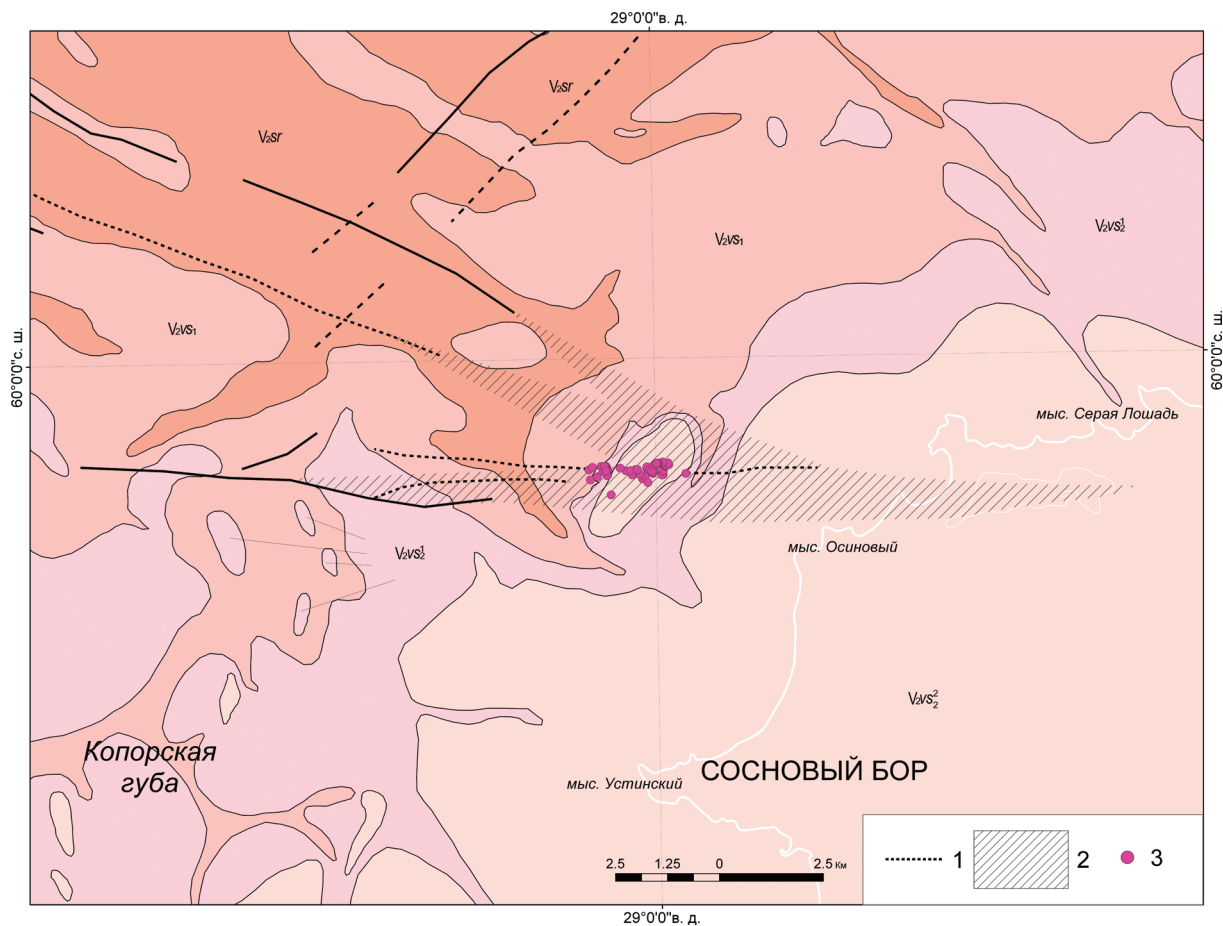 29°0'0"в. д.
V₂sr
V₂sr
V₂vs₁
V₂vs₂¹
V₂vs₁
60°0'0"с. ш.
60°0'0"с. ш.
мыс. Серая Лошадь
мыс. Осиновый
V₂vs₂¹
V₂vs₂²
Копорская
губа
СОСНОВЫЙ БОР
мыс. Устинский
2.5 1.25 0 2.5 Км
1 2 3
29°0'0"в. д.